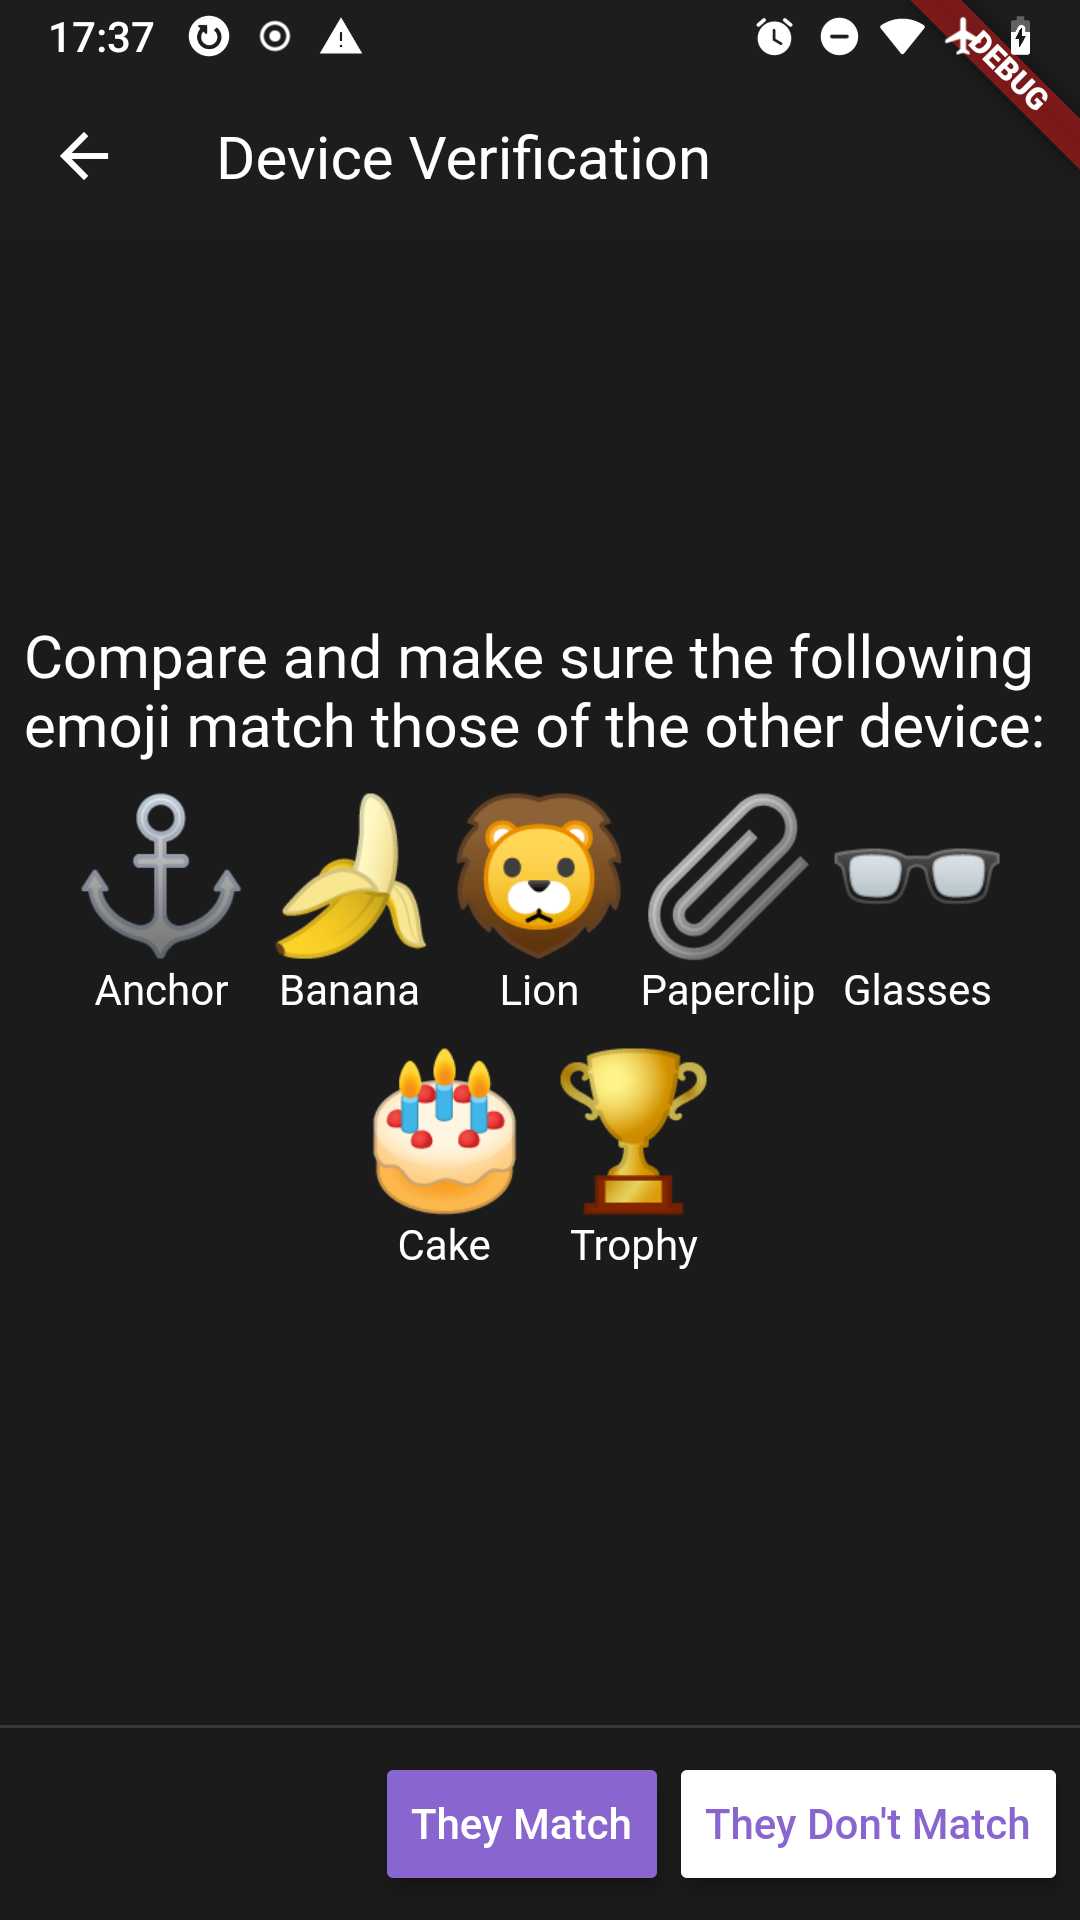 17:37
DEBUG
Device Verification
Compare and make sure the following
emoji match those of the other device:
Anchor Banana Lion Paperclip Glasses
Cake Trophy
They Match They Don't Match